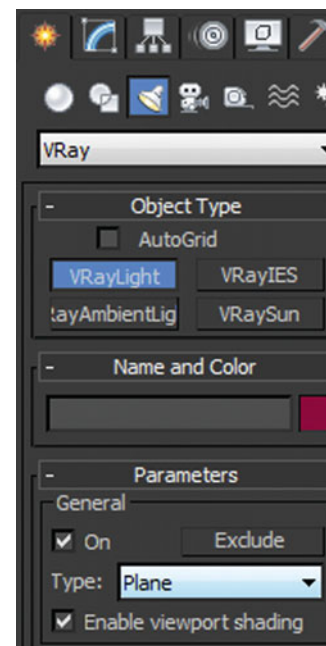 VRay
- Object Type
AutoGrid
VRayLight VRayIES
RayAmbientLig VRaySun
- Name and Color
- Parameters
General
On Exclude
Type: Plane
Enable viewport shading